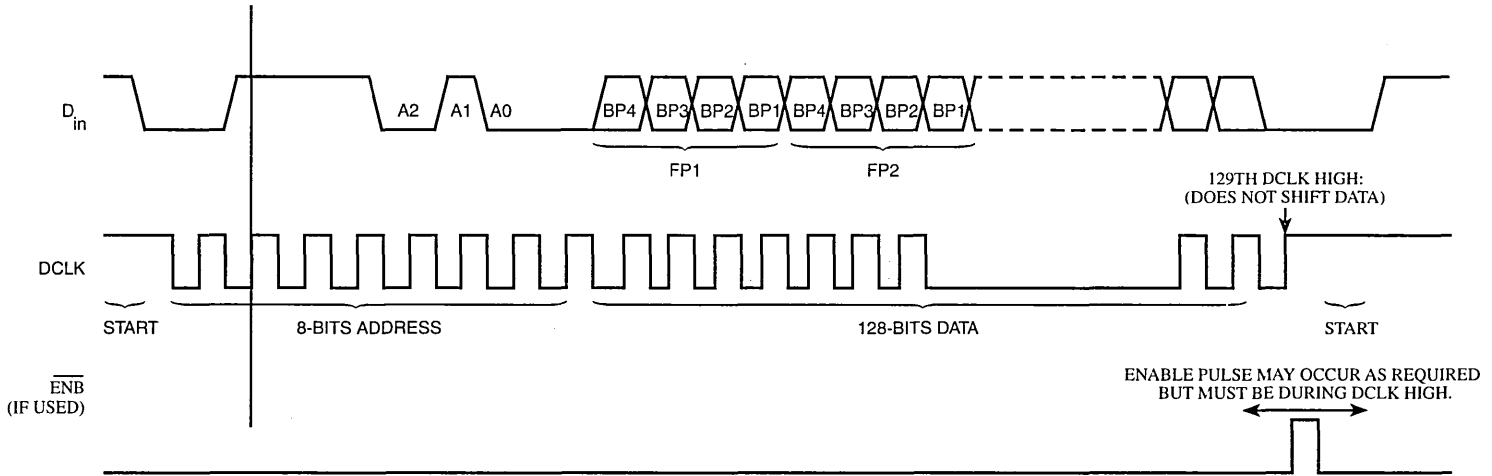 Din
A2 A1 A0 BP4 BP3 BP2 BP1 BP4 BP3 BP2 BP1
FP1 FP2
129TH DCLK HIGH:
(DOES NOT SHIFT DATA)
DCLK
START 8-BITS ADDRESS 128-BITS DATA START
ENB
(IF USED)
ENABLE PULSE MAY OCCUR AS REQUIRED
BUT MUST BE DURING DCLK HIGH.